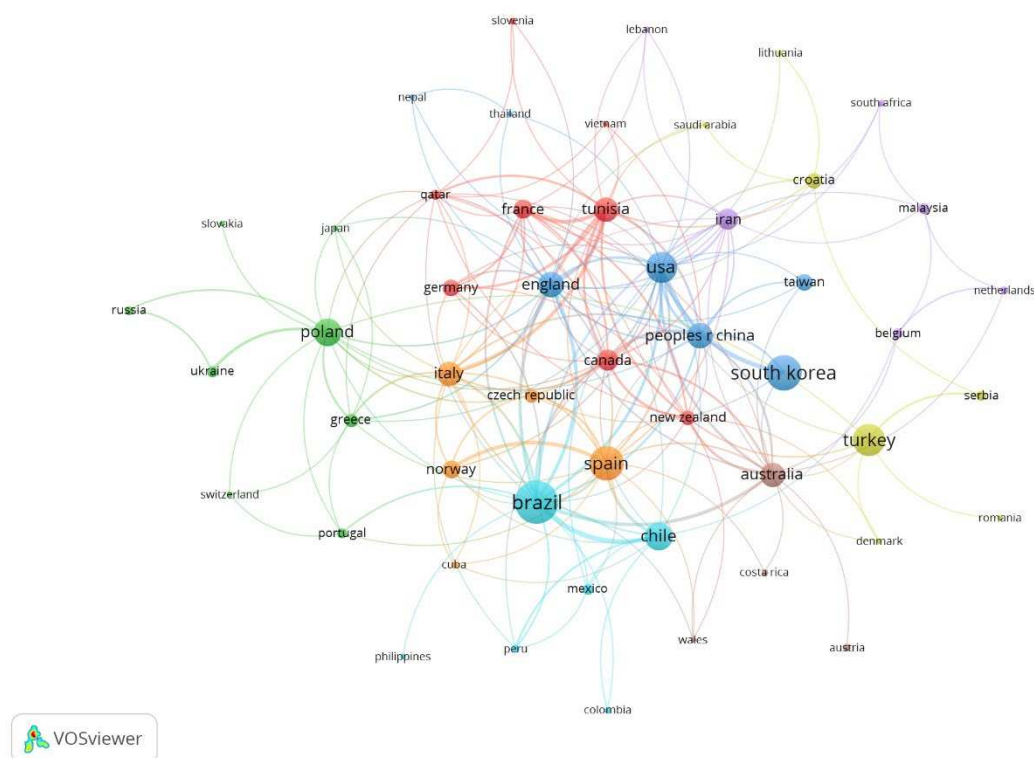 slovenia
lebanon
lithuania
nepal
south africa
thailand
vietnam
saudi arabia
croatia
qatar
france
tunisia
iran
malaysia
slovakia
japan
usa
england
germany
taiwan
netherlands
russia
poland
peoples r china
belgium
canada
ukraine
italy
south korea
czech republic
serbia
greece
new zealand
turkey
norway
spain
australia
switzerland
brazil
romania
portugal
chile
denmark
cuba
costa rica
mexico
wales
peru
austria
philippines
colombia
VOSviewer